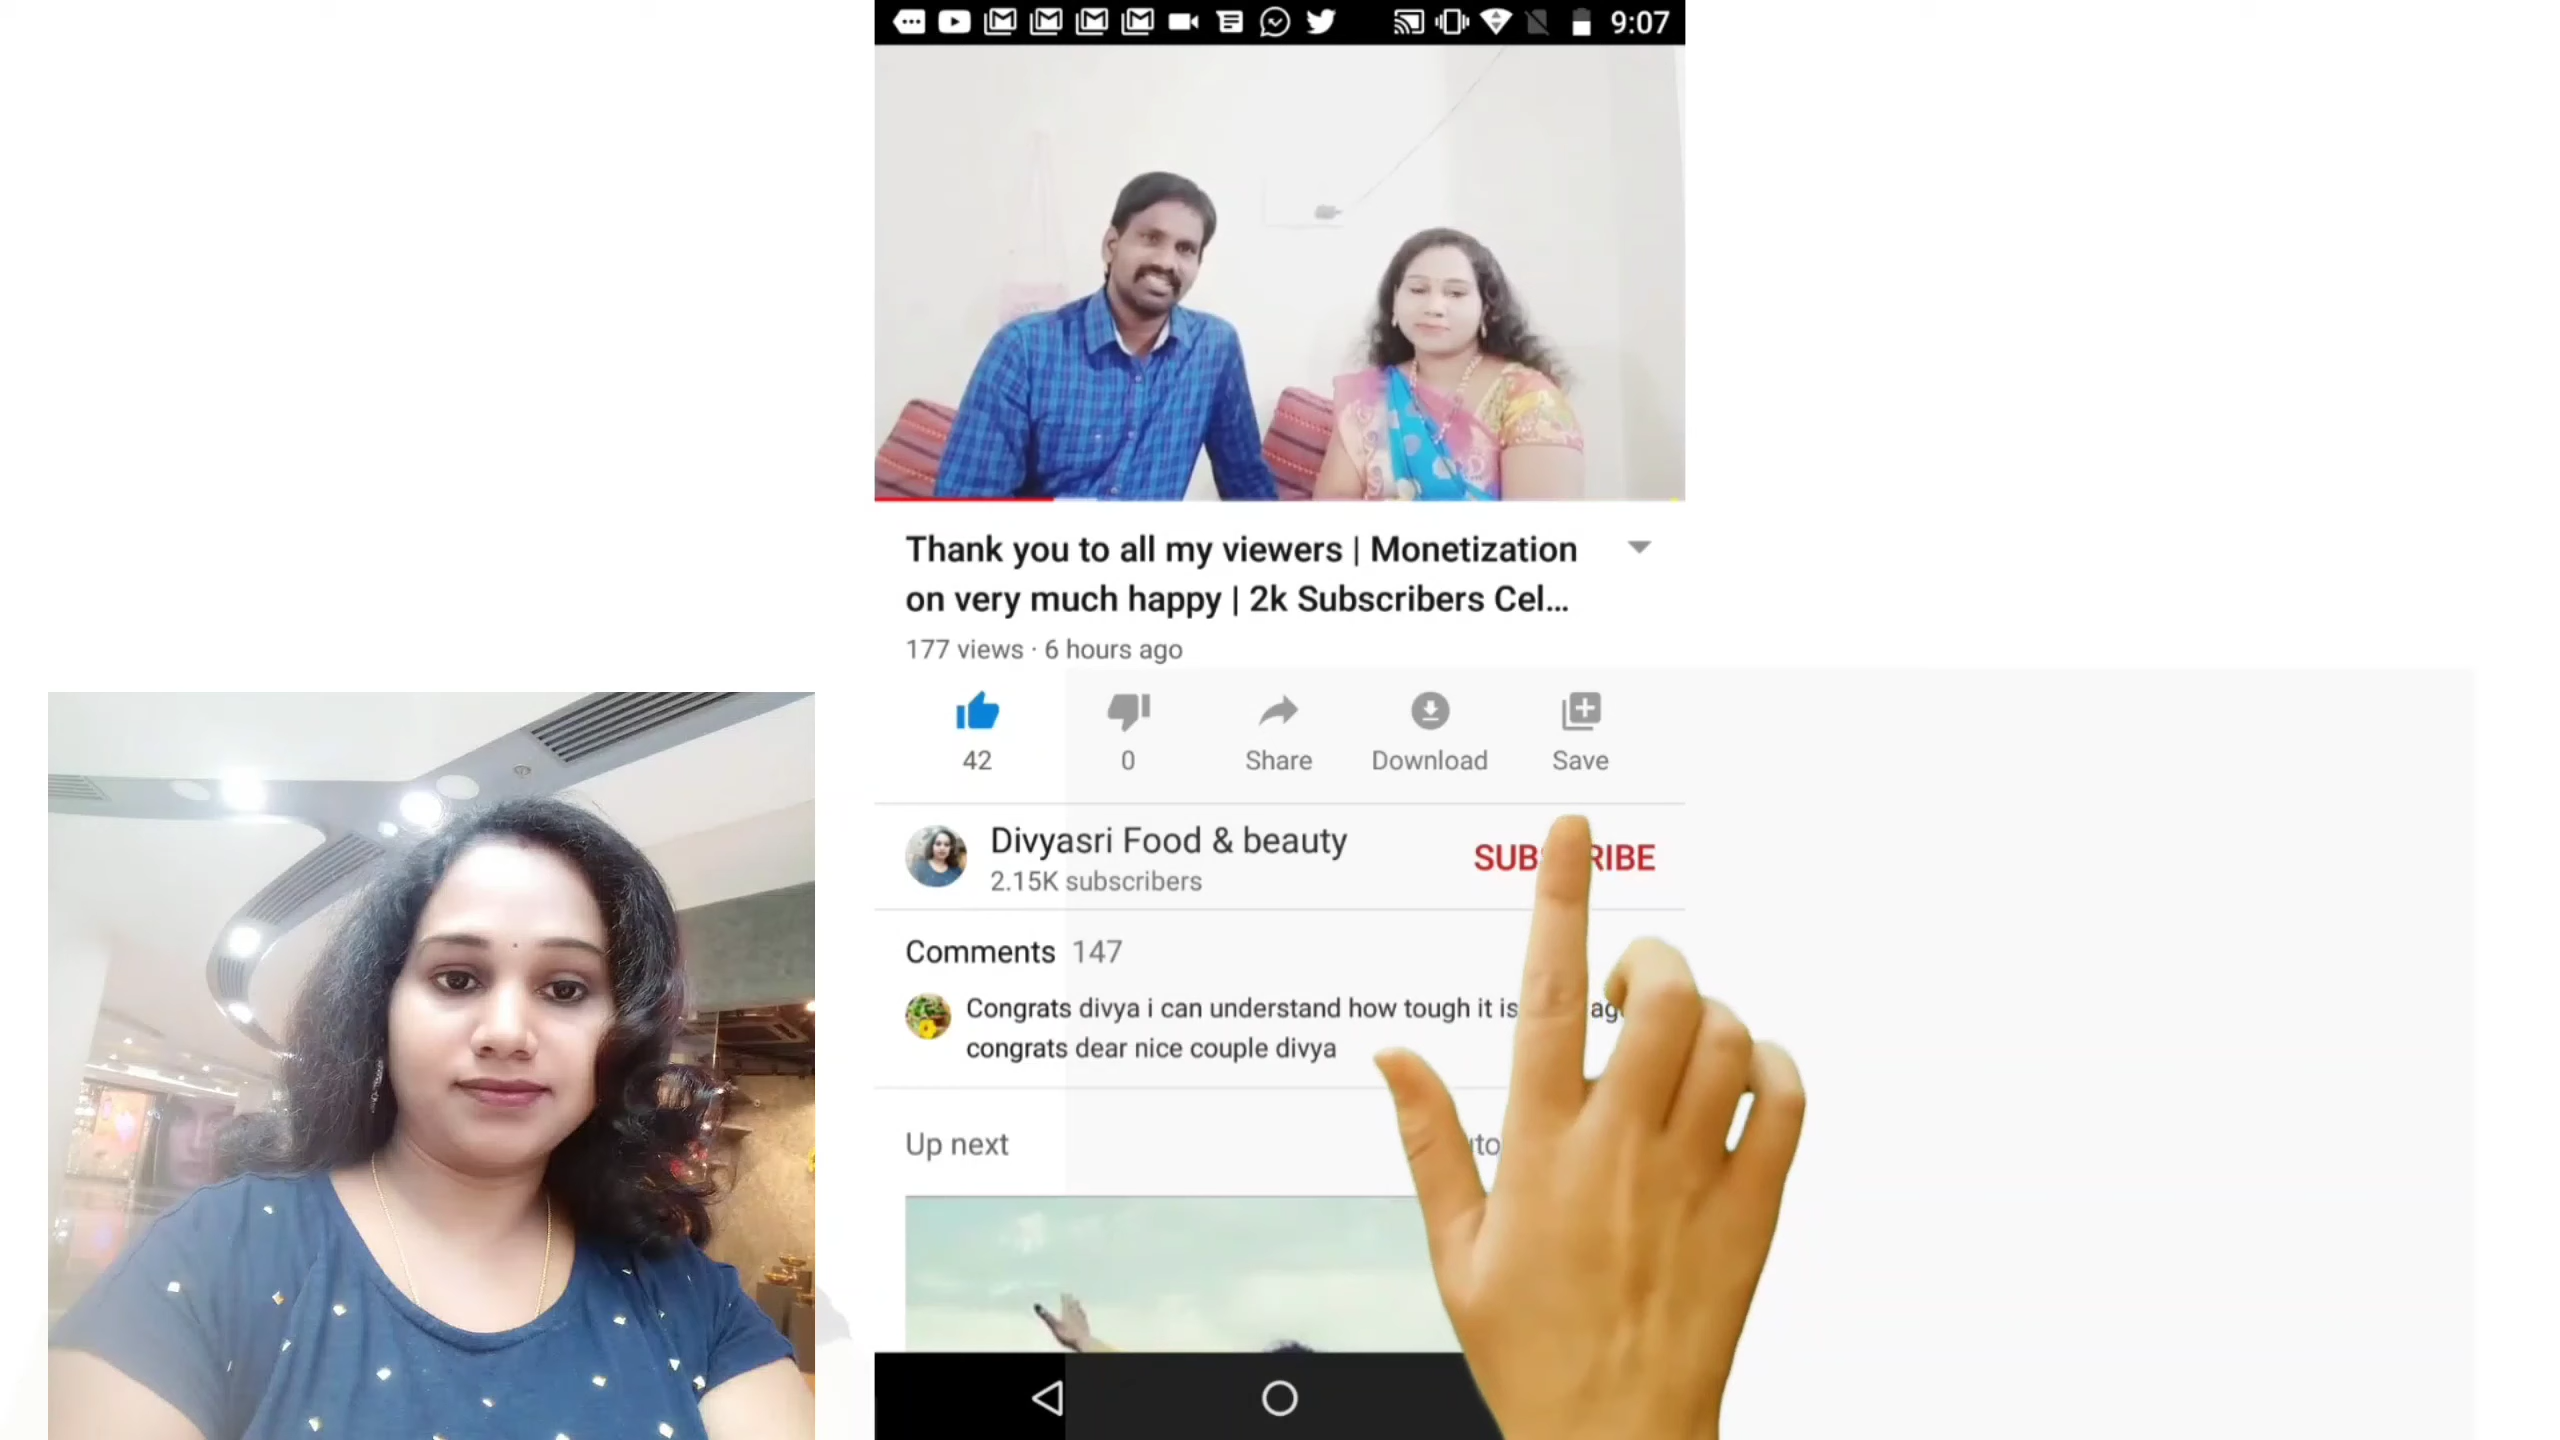 9:07
Thank you to all my viewers | Monetization
on very much happy | 2k Subscribers Cel...
177 views · 6 hours ago
42
0
Share
Download
Save
Divyasri Food & beauty
2.15K subscribers
SUB RIBE
Comments 147
Congrats divya i can understand how tough it is
congrats dear nice couple divya
Up next